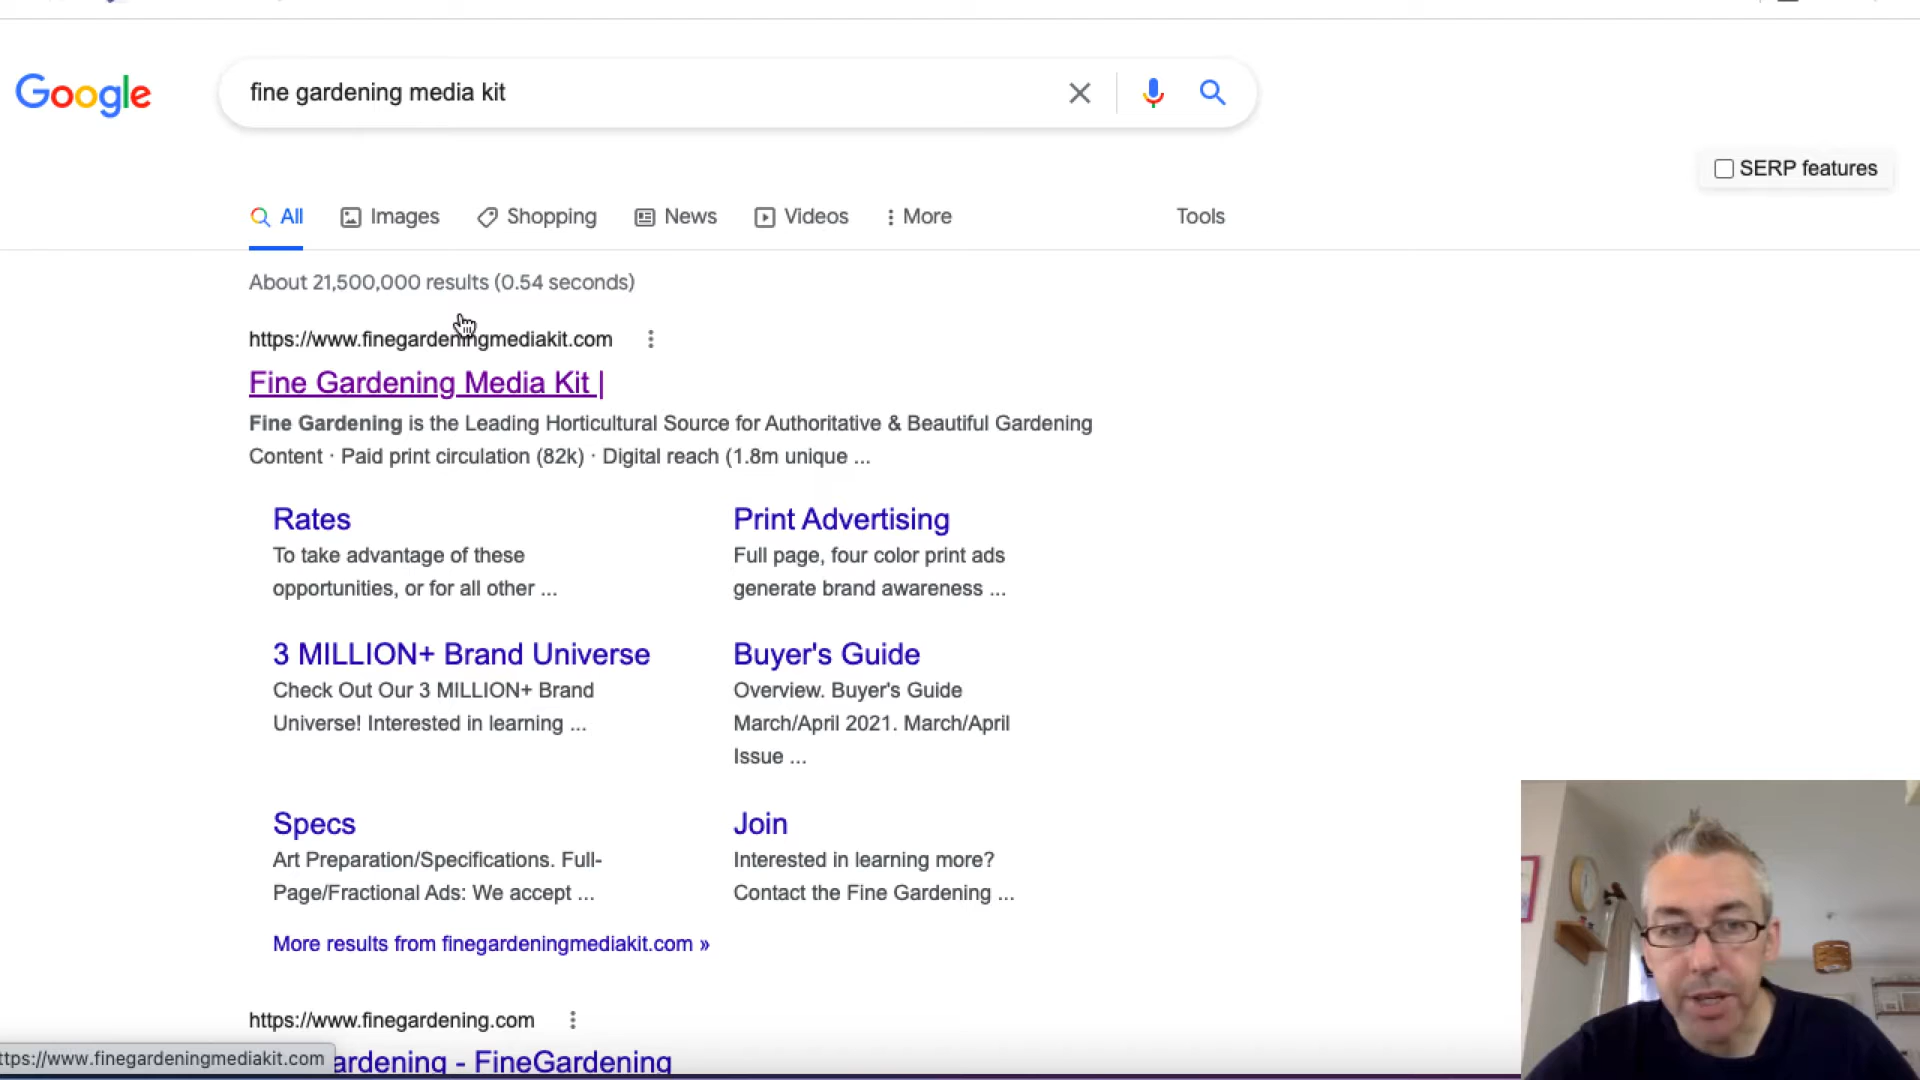 Google
fine gardening media kit
SERP features
All Images Shopping News Videos More Tools
About 21,500,000 results (0.54 seconds)
https://www.finegardeningmediakit.com
Fine Gardening Media Kit |
Fine Gardening is the Leading Horticultural Source for Authoritative & Beautiful Gardening
Content · Paid print circulation (82k) · Digital reach (1.8m unique ...
Rates
To take advantage of these
opportunities, or for all other ...
Print Advertising
Full page, four color print ads
generate brand awareness ...
3 MILLION+ Brand Universe
Check Out Our 3 MILLION+ Brand
Universe! Interested in learning ...
Buyer's Guide
Overview. Buyer's Guide
March/April 2021. March/April
Issue ...
Specs
Art Preparation/Specifications. Full-
Page/Fractional Ads: We accept ...
Join
Interested in learning more?
Contact the Fine Gardening ...
More results from finegardeningmediakit.com »
https://www.finegardening.com
ardening - FineGardening
ttps://www.finegardeningmediakit.com